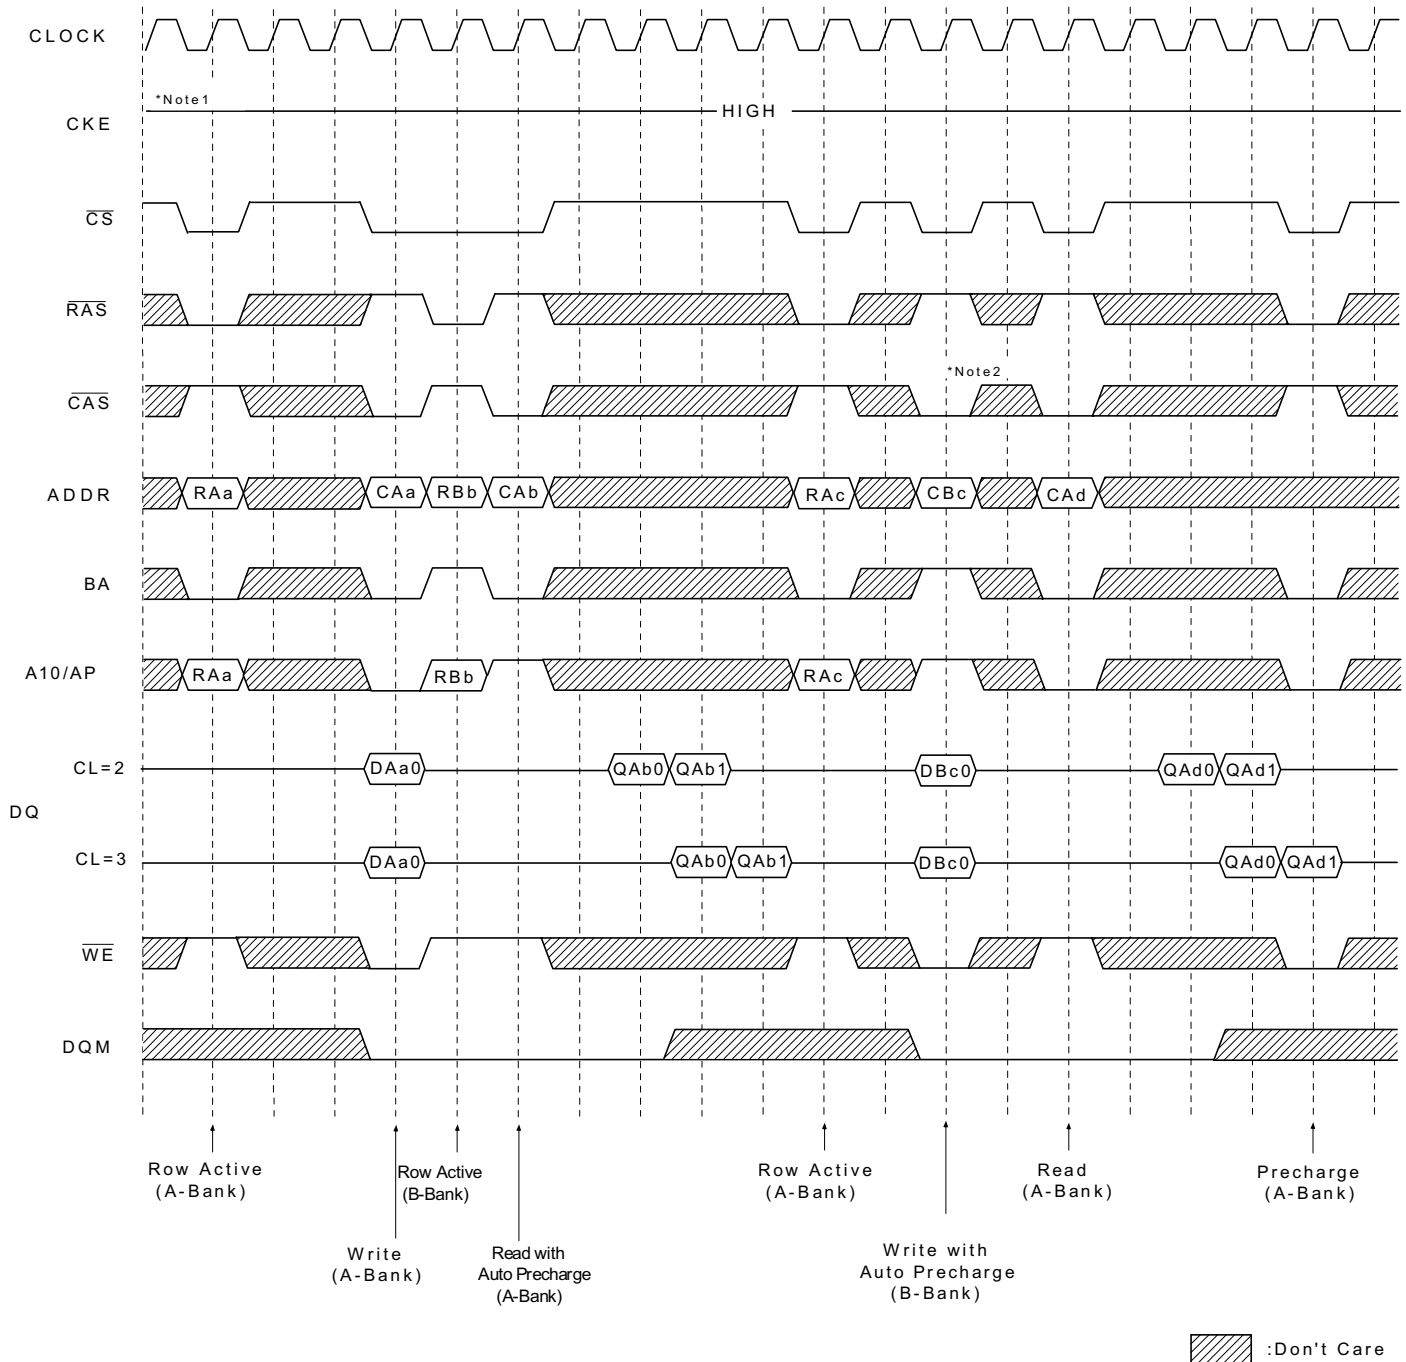 CLOCK
*Note1
HIGH
CKE
CS
RAS
*Note2
CAS
ADDR RAa CAa RBb CAb RAc CBc CAd
BA
A10/AP RAa RBb RAc
CL=2 DAa0 QAb0 QAb1 DBc0 QAd0 QAd1
DQ
CL=3 DAa0 QAb0 QAb1 DBc0 QAd0 QAd1
WE
DQM
Row Active
(A-Bank)
Row Active
(B-Bank)
Row Active
(A-Bank)
Read
(A-Bank)
Precharge
(A-Bank)
Write
(A-Bank)
Read with
Auto Precharge
(A-Bank)
Write with
Auto Precharge
(B-Bank)
:Don't Care